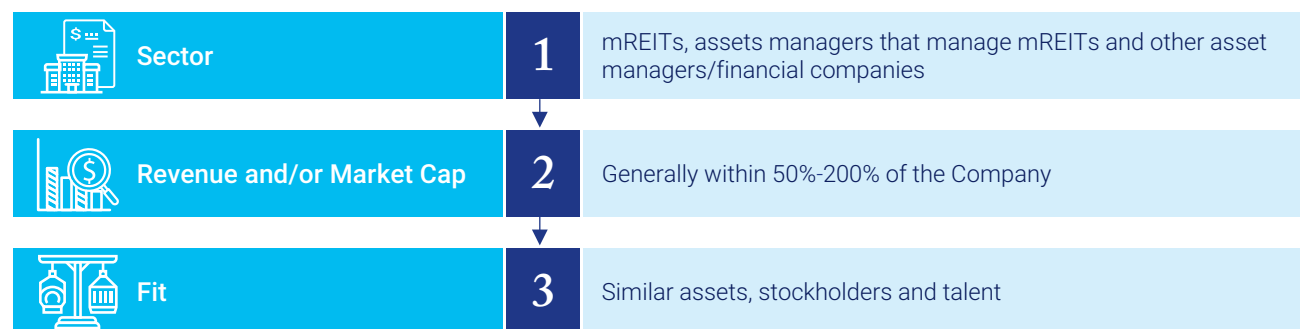 $
Sector
1
mREITs, assets managers that manage mREITs and other asset
managers/financial companies
$
Revenue and/or Market Cap
2
Generally within 50%-200% of the Company
Fit
3
Similar assets, stockholders and talent